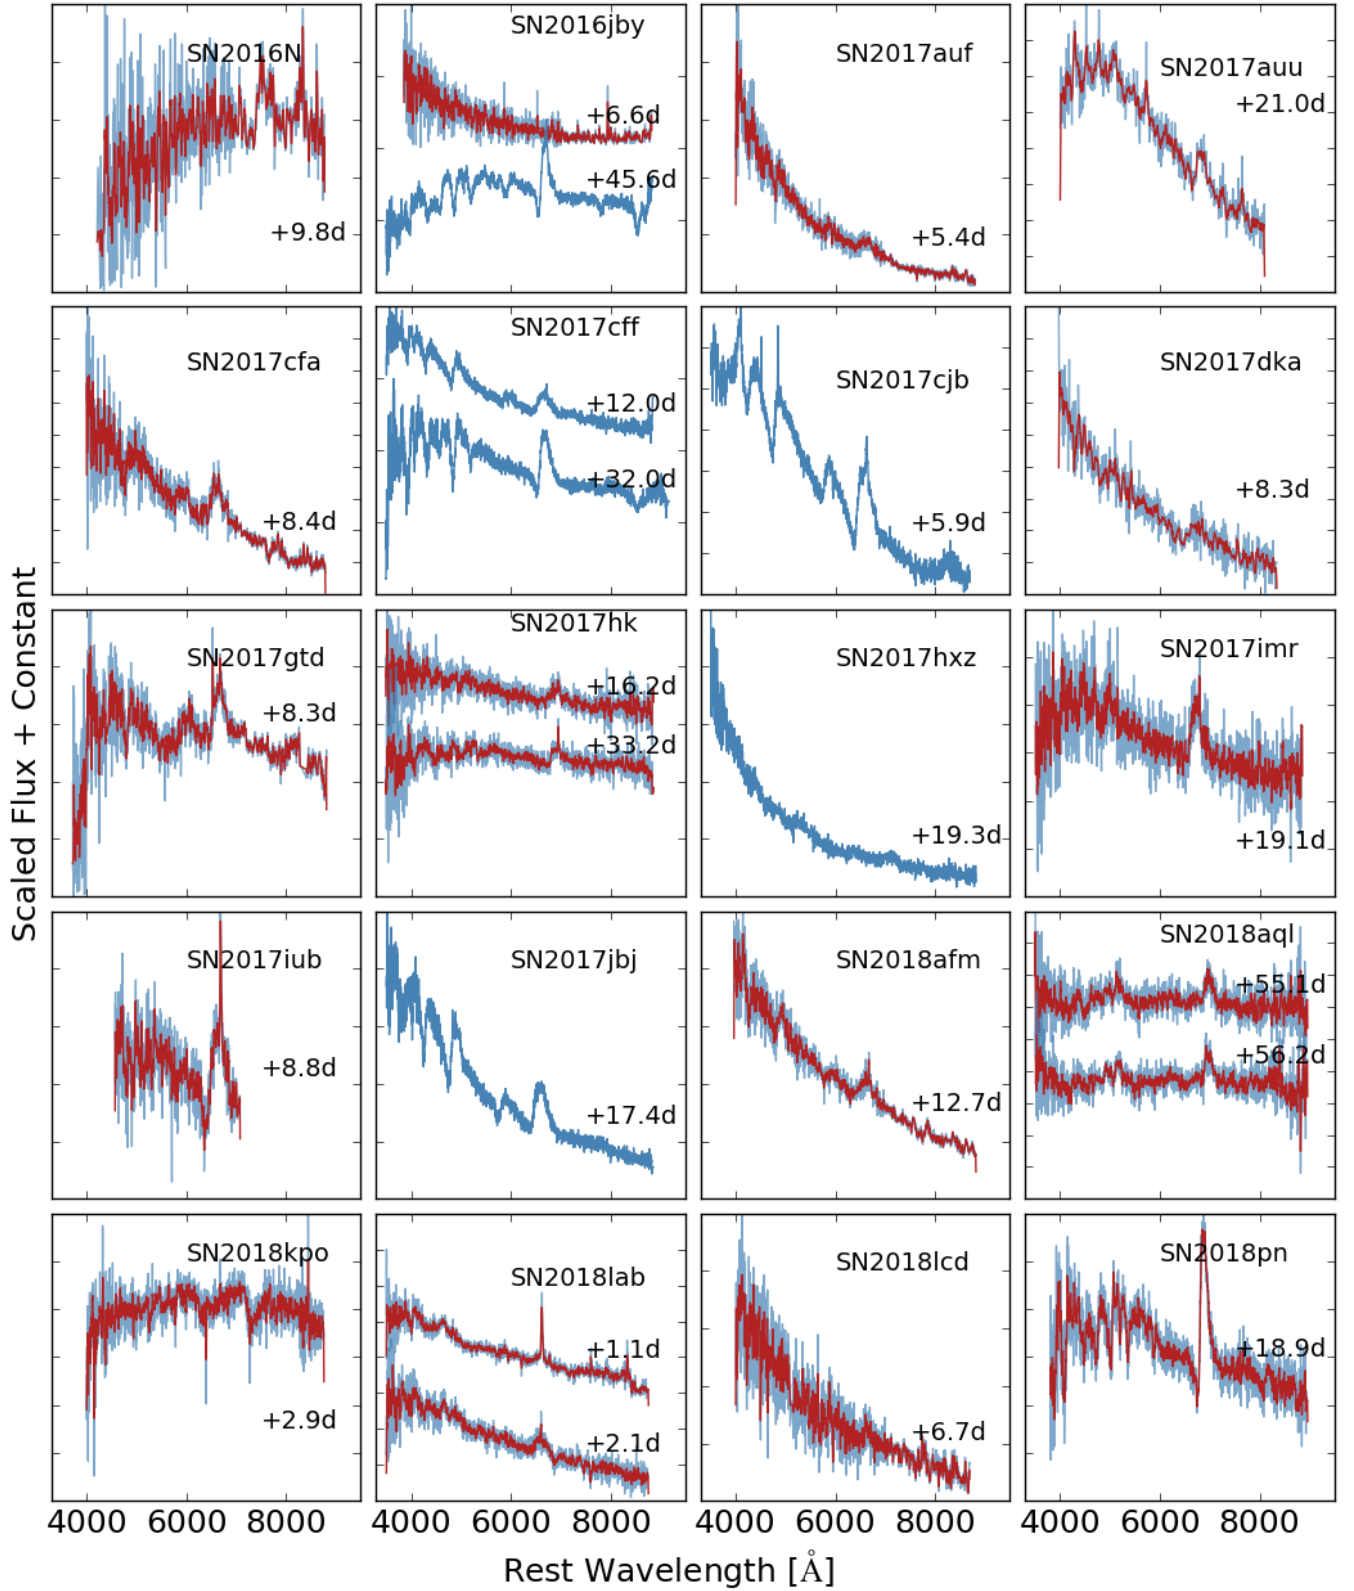 SN2016N
+9.8d
SN2016jby
+6.6d
+45.6d
SN2017auf
+5.4d
SN2017auu
+21.0d
SN2017cfa
+8.4d
SN2017cff
+12.0d
+32.0d
SN2017cjb
+5.9d
SN2017dka
+8.3d
SN2017gtd
+8.3d
SN2017hk
+16.2d
+33.2d
SN2017hxz
+19.3d
SN2017imr
+19.1d
SN2017iub
+8.8d
SN2017jbj
+17.4d
SN2018afm
+12.7d
SN2018aql
+55.1d
+56.2d
SN2018kpo
+2.9d
SN2018lab
+1.1d
+2.1d
SN2018lcd
+6.7d
SN2018pn
+18.9d
4000 6000 8000 4000 6000 8000 4000 6000 8000 4000 6000 8000
Rest Wavelength [Å]
Scaled Flux + Constant